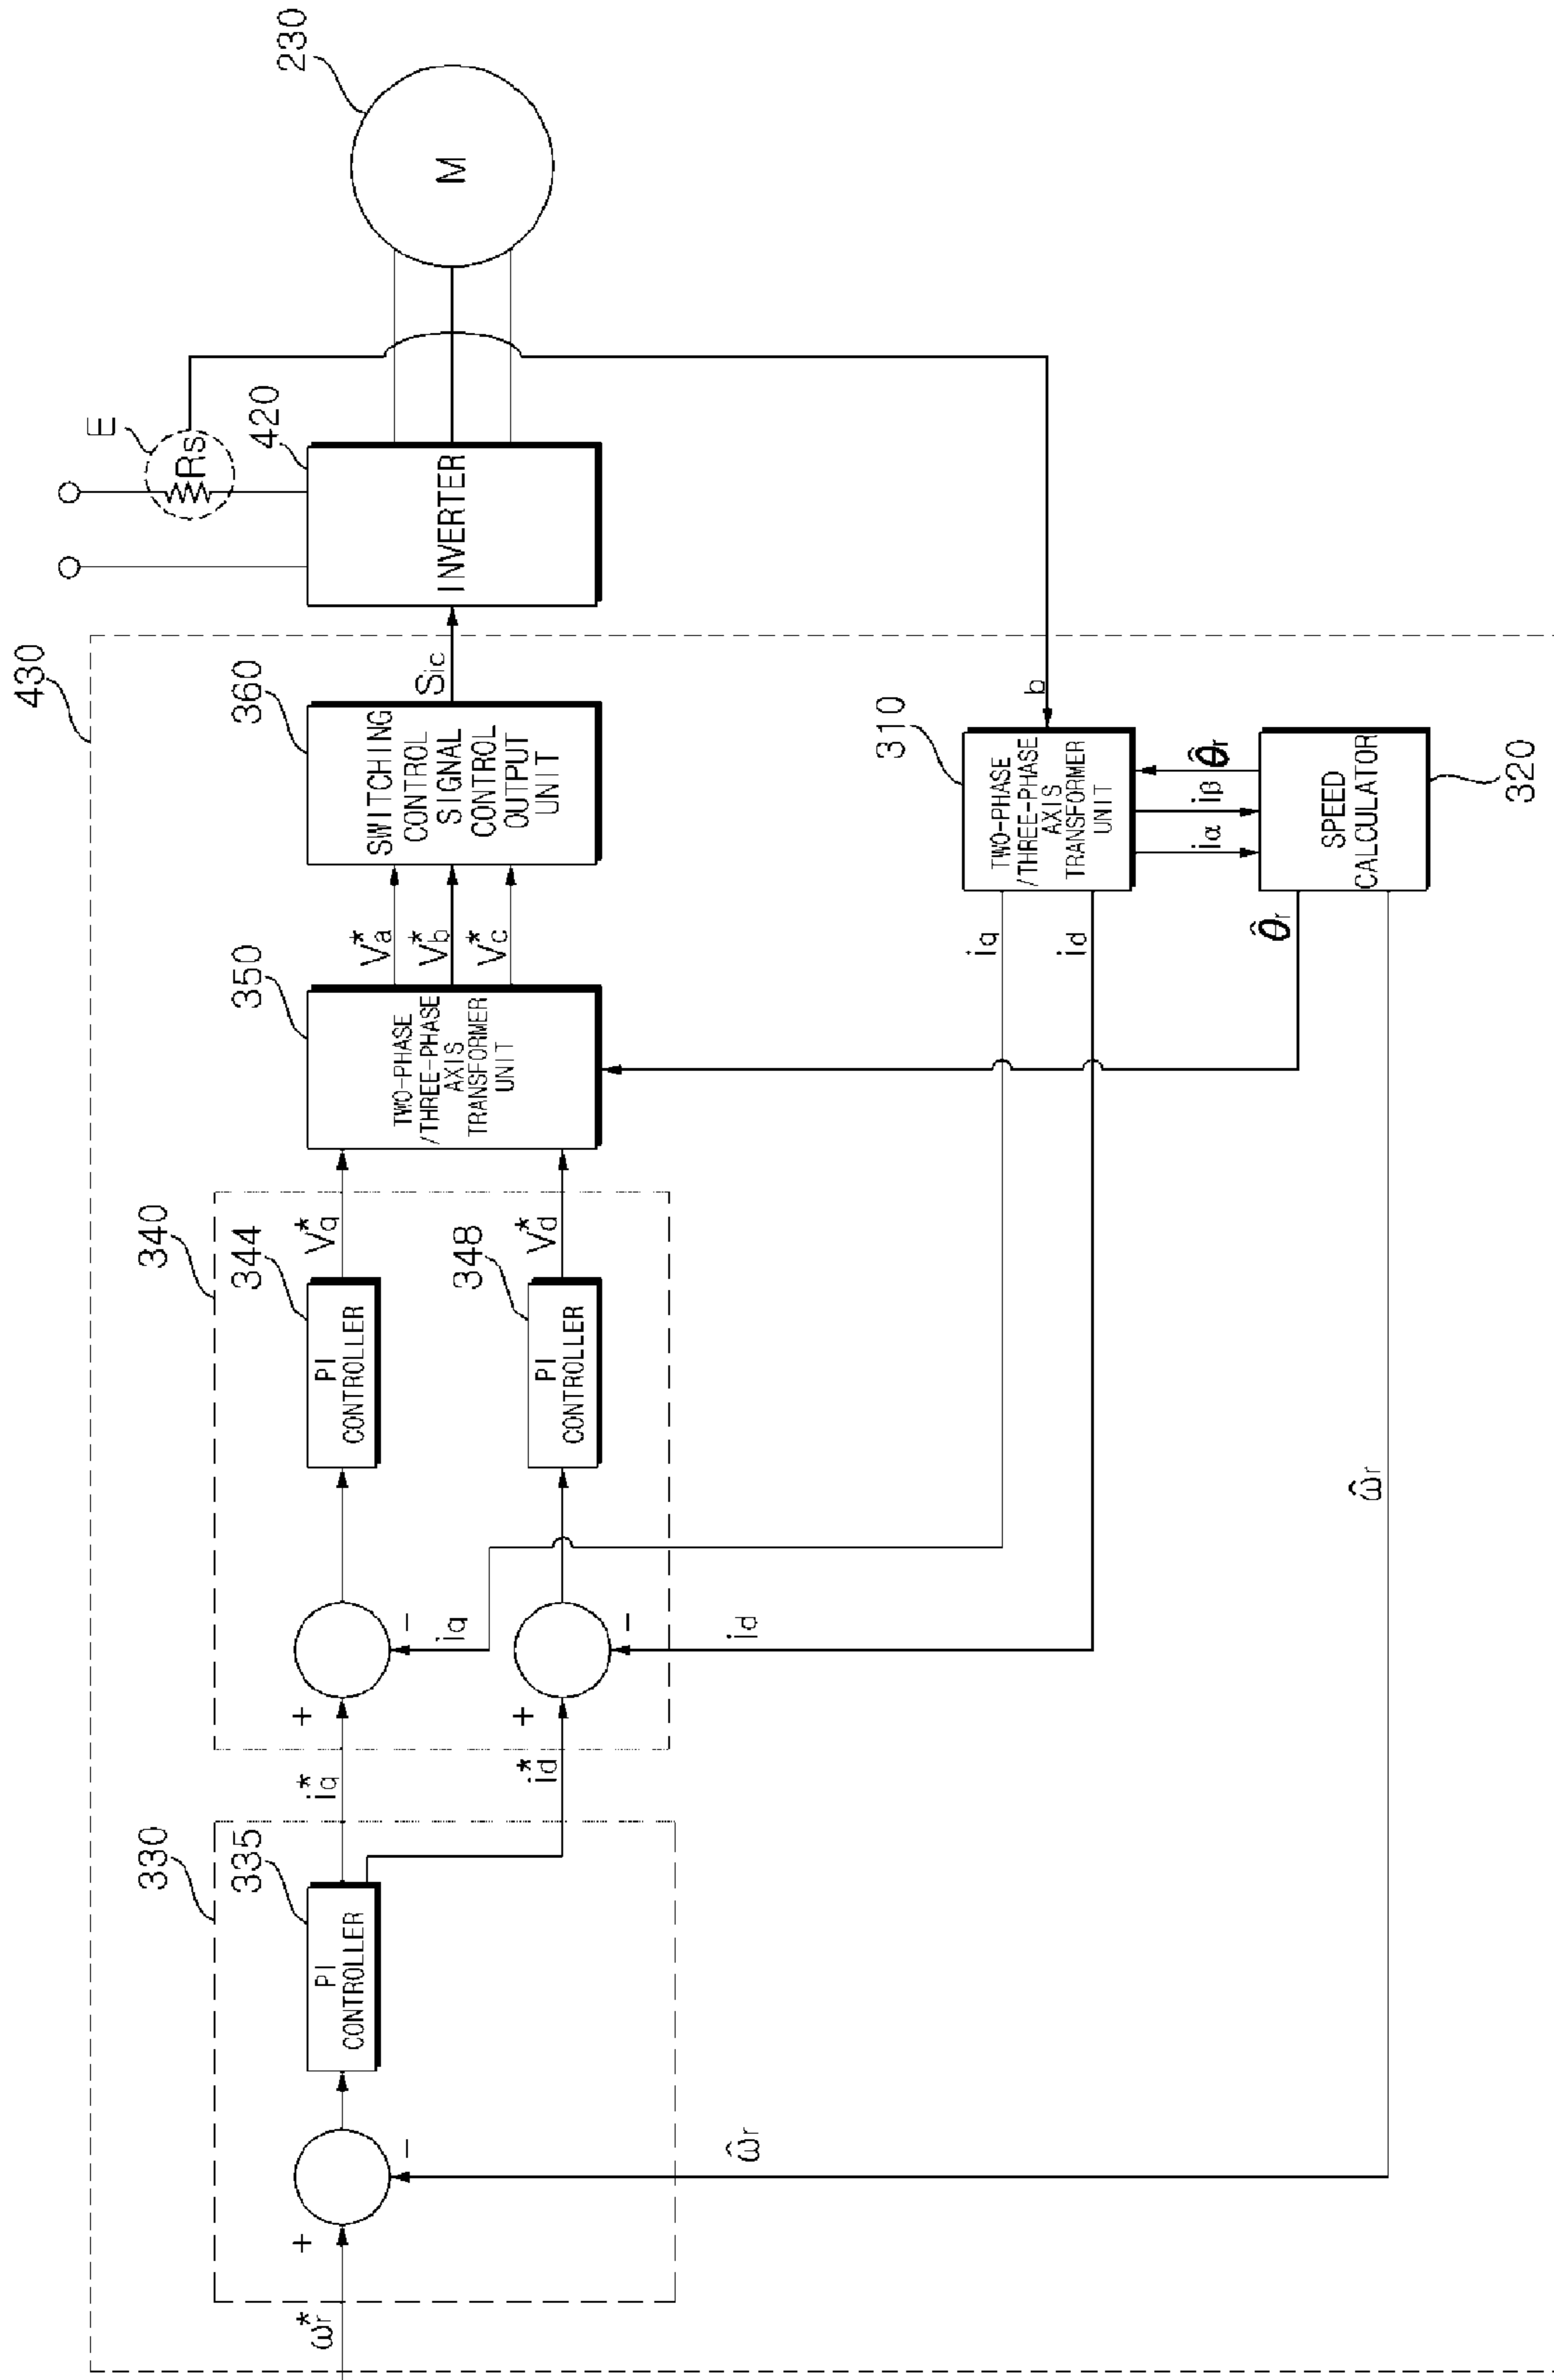 430
330
335
340
344
348
350
360
E
420
230
ω*r
+
−
PI
CONTROLLER
i*q
i*d
+
−
iq
+
−
id
PI
CONTROLLER
PI
CONTROLLER
V*q
V*d
TWO-PHASE
/THREE-PHASE
AXIS
TRANSFORMER
UNIT
V*a
V*b
V*c
SWITCHING
CONTROL
SIGNAL
CONTROL
OUTPUT
UNIT
Sic
INVERTER
Rs
M
ω̂r
iq
id
310
TWO-PHASE
/THREE-PHASE
AXIS
TRANSFORMER
UNIT
b
iα
iβ
θ̂r
θ̂r
SPEED
CALCULATOR
320
ω̂r